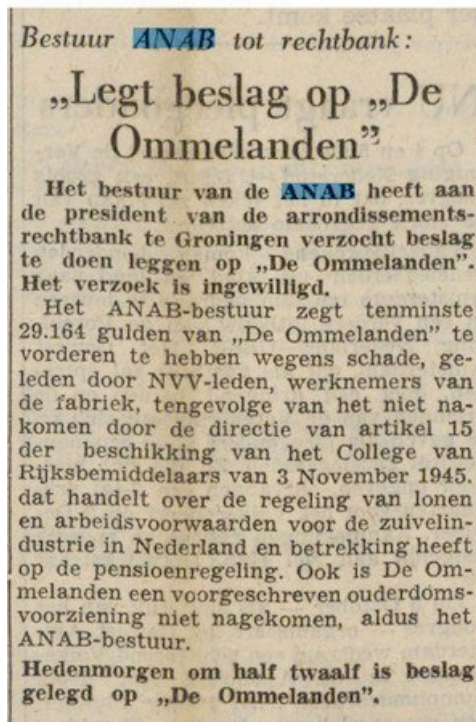 Bestuur ANAB tot rechtbank:
„Legt beslag op „De
Ommelanden”
Het bestuur van de ANAB heeft aan
de president van de arrondissements-
rechtbank te Groningen verzocht beslag
te doen leggen op „De Ommelanden”.
Het verzoek is ingewilligd.
Het ANAB-bestuur zegt tenminste
29.164 gulden van „De Ommelanden” te
vorderen te hebben wegens schade, ge-
leden door NVV-leden, werknemers van
de fabriek, tengevolge van het niet na-
komen door de directie van artikel 15
der beschikking van het College van
Rijksbemiddelaars van 3 November 1945.
dat handelt over de regeling van lonen
en arbeidsvoorwaarden voor de zuivelin-
dustrie in Nederland en betrekking heeft
op de pensioenregeling. Ook is De Om-
melanden een voorgeschreven ouderdoms-
voorziening niet nagekomen, aldus het
ANAB-bestuur.
Hedenmorgen om half twaalf is beslag
gelegd op „De Ommelanden”.